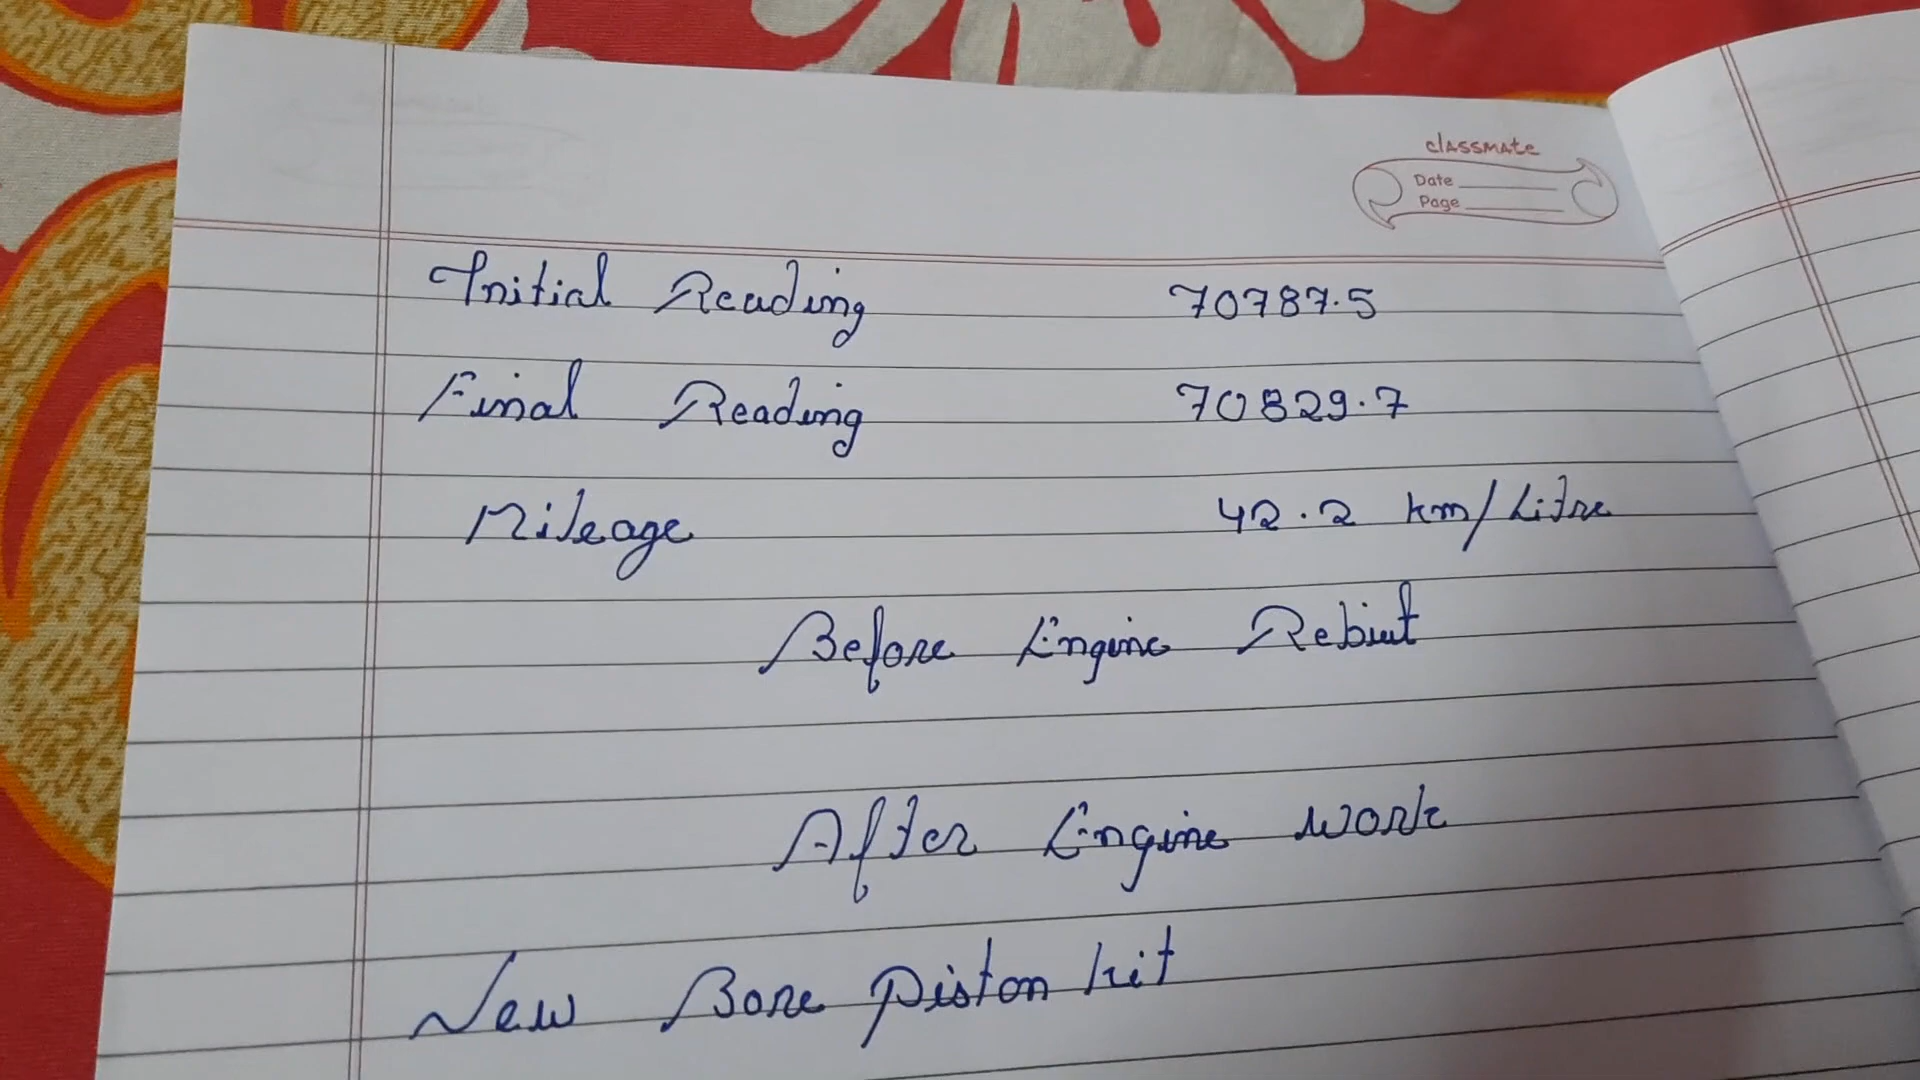 classmate
Date
Page
Initial Reading 70787.5
Final Reading 70829.7
Mileage 42.2 km/Litre
Before Engine Rebiut
After Engine work
New Bore piston kit